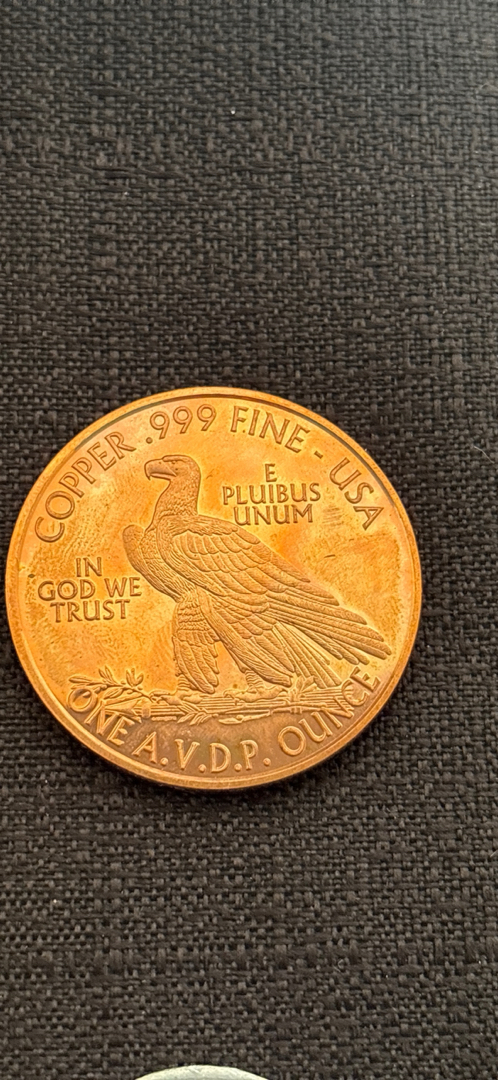 COPPER .999 FINE - USA
E
PLUIBUS
UNUM
IN
GOD WE
TRUST
ONE A.V.D.P. OUNCE